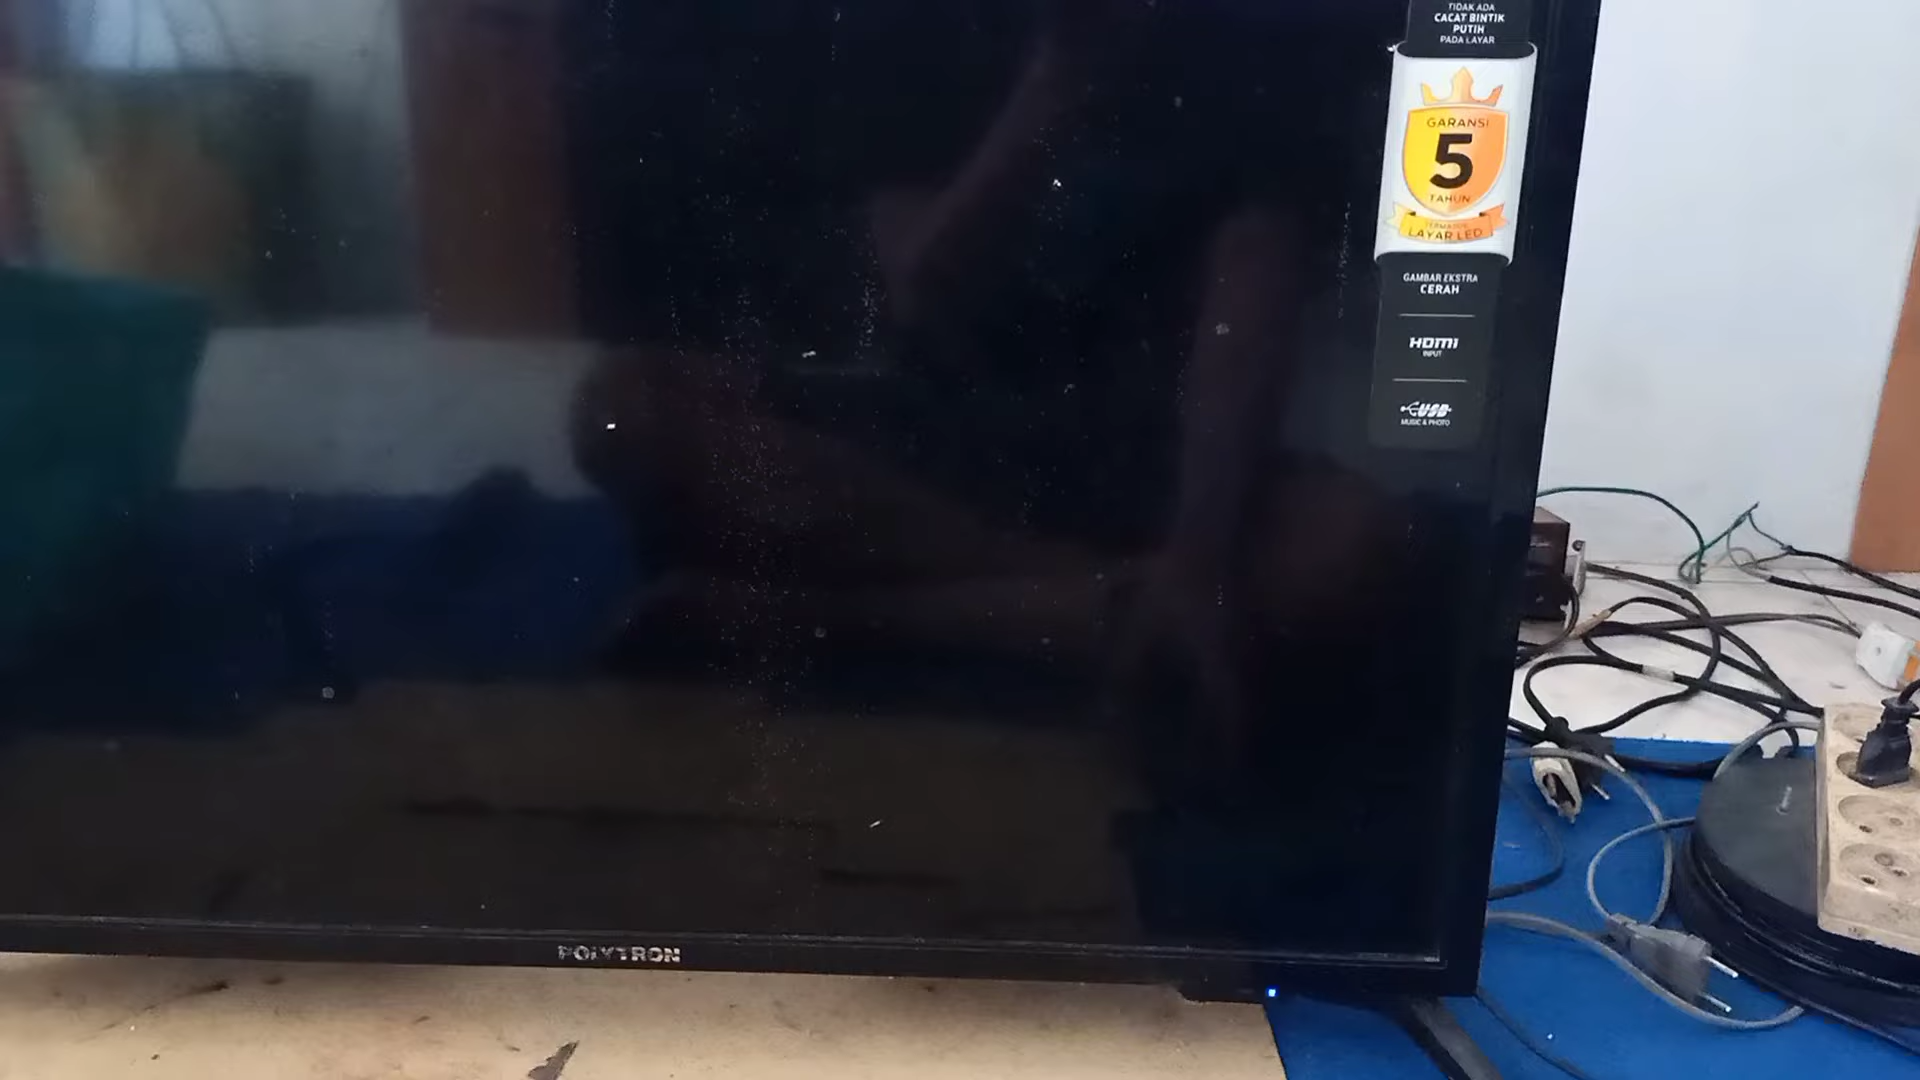 TIDAK ADA
CACAT BINTIK
PUTIH
PADA LAYAR
GARANSI
5
TAHUN
LAYAR LED
GAMBAR EKSTRA
CERAH
HDMI
INPUT
USB
MUSIC & PHOTO
POLYTRON